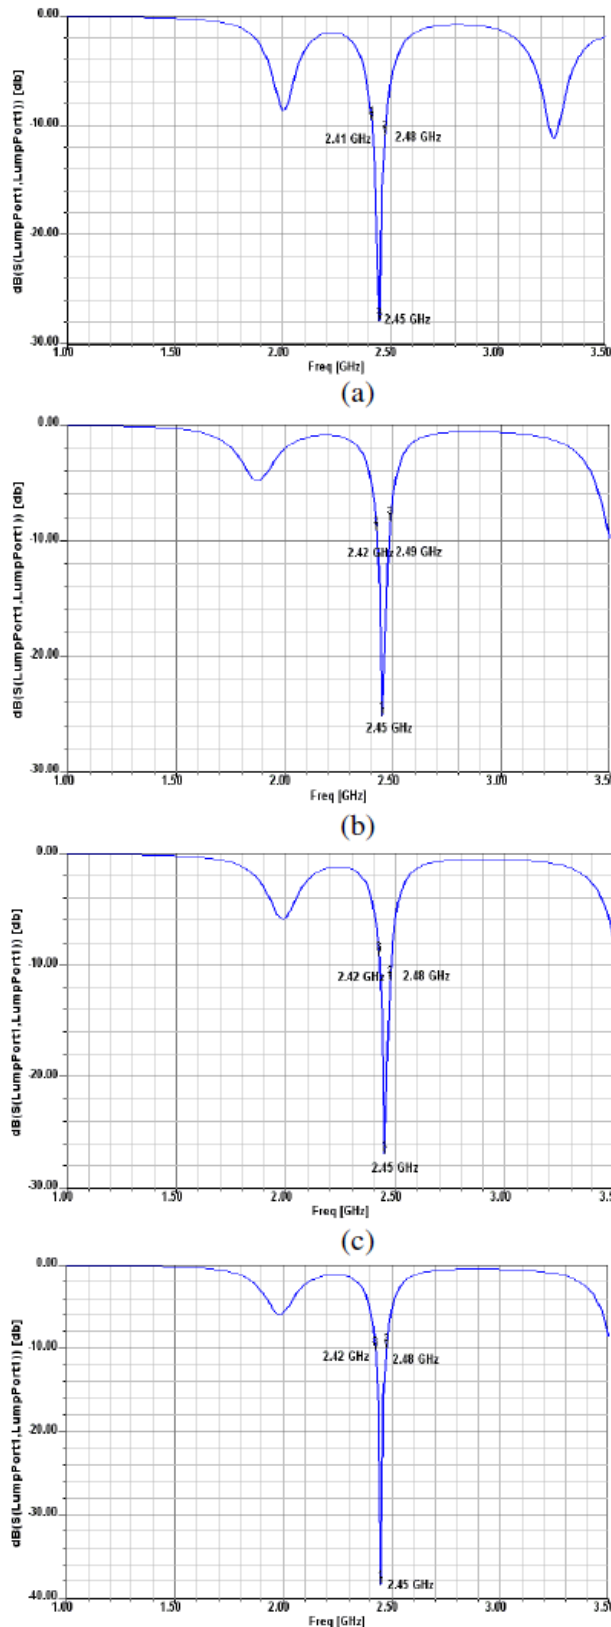 0.00
-10.00
-20.00
-30.00
dB(S(LumpPort1,LumpPort1)) [db]
2.41 GHz
2.48 GHz
2.45 GHz
1.00 1.50 2.00 2.50 3.00 3.50
Freq [GHz]
(a)
0.00
-10.00
-20.00
-30.00
dB(S(LumpPort1,LumpPort1)) [db]
2.42 GHz
2.49 GHz
2.45 GHz
1.00 1.50 2.00 2.50 3.00 3.50
Freq [GHz]
(b)
0.00
-10.00
-20.00
-30.00
dB(S(LumpPort1,LumpPort1)) [db]
2.42 GHz
2.48 GHz
2.45 GHz
1.00 1.50 2.00 2.50 3.00 3.5
Freq [GHz]
(c)
0.00
-10.00
-20.00
-30.00
-40.00
dB(S(LumpPort1,LumpPort1)) [db]
2.42 GHz
2.48 GHz
2.45 GHz
1.00 1.50 2.00 2.50 3.00 3.50
Freq [GHz]